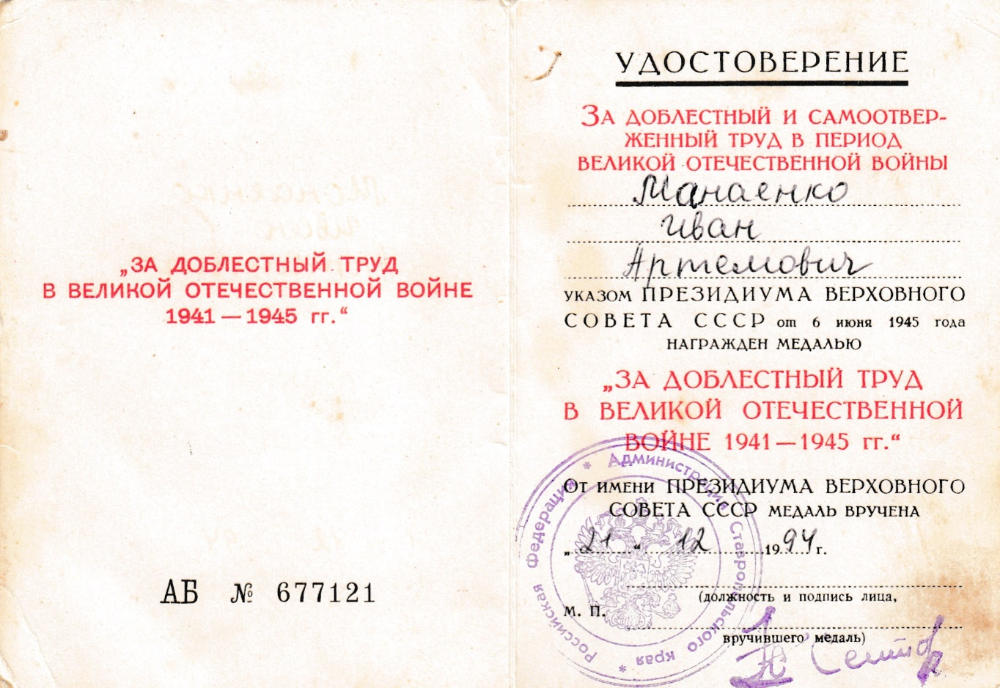 „ЗА ДОБЛЕСТНЫЙ ТРУД
В ВЕЛИКОЙ ОТЕЧЕСТВЕННОЙ ВОЙНЕ
1941—1945 гг.“
АБ № 677121
УДОСТОВЕРЕНИЕ
ЗА ДОБЛЕСТНЫЙ И САМООТВЕР-
ЖЕННЫЙ ТРУД В ПЕРИОД
ВЕЛИКОЙ ОТЕЧЕСТВЕННОЙ ВОЙНЫ
Манаенко
Иван
Артемович
УКАЗОМ ПРЕЗИДИУМА ВЕРХОВНОГО
СОВЕТА СССР от 6 июня 1945 года
НАГРАЖДЕН МЕДАЛЬЮ
„ЗА ДОБЛЕСТНЫЙ ТРУД
В ВЕЛИКОЙ ОТЕЧЕСТВЕННОЙ
ВОЙНЕ 1941—1945 гг.“
ОТ ИМЕНИ ПРЕЗИДИУМА ВЕРХОВНОГО
СОВЕТА СССР МЕДАЛЬ ВРУЧЕНА
„21“ 12 1994 г.
(должность и подпись лица,
М. П.
вручившего медаль)
Российская Федерация * Администрация Ставропольского края *